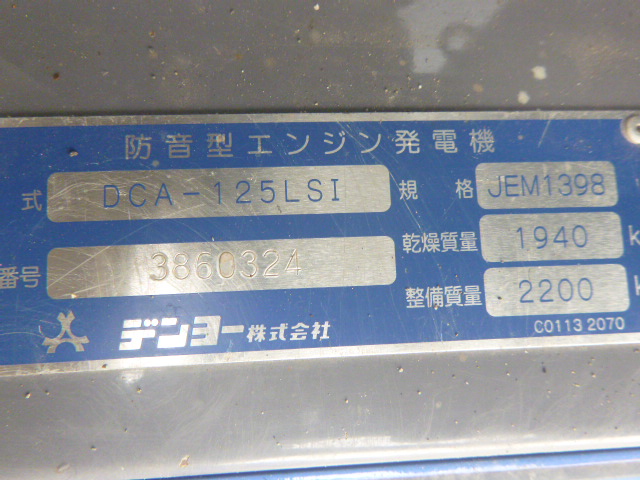 防音型エンジン発電機
式 DCA-125LSI 規格 JEM1398
番号 3860324 乾燥質量 1940 k
整備質量 2200 k
デンヨー株式会社 C0113 2070